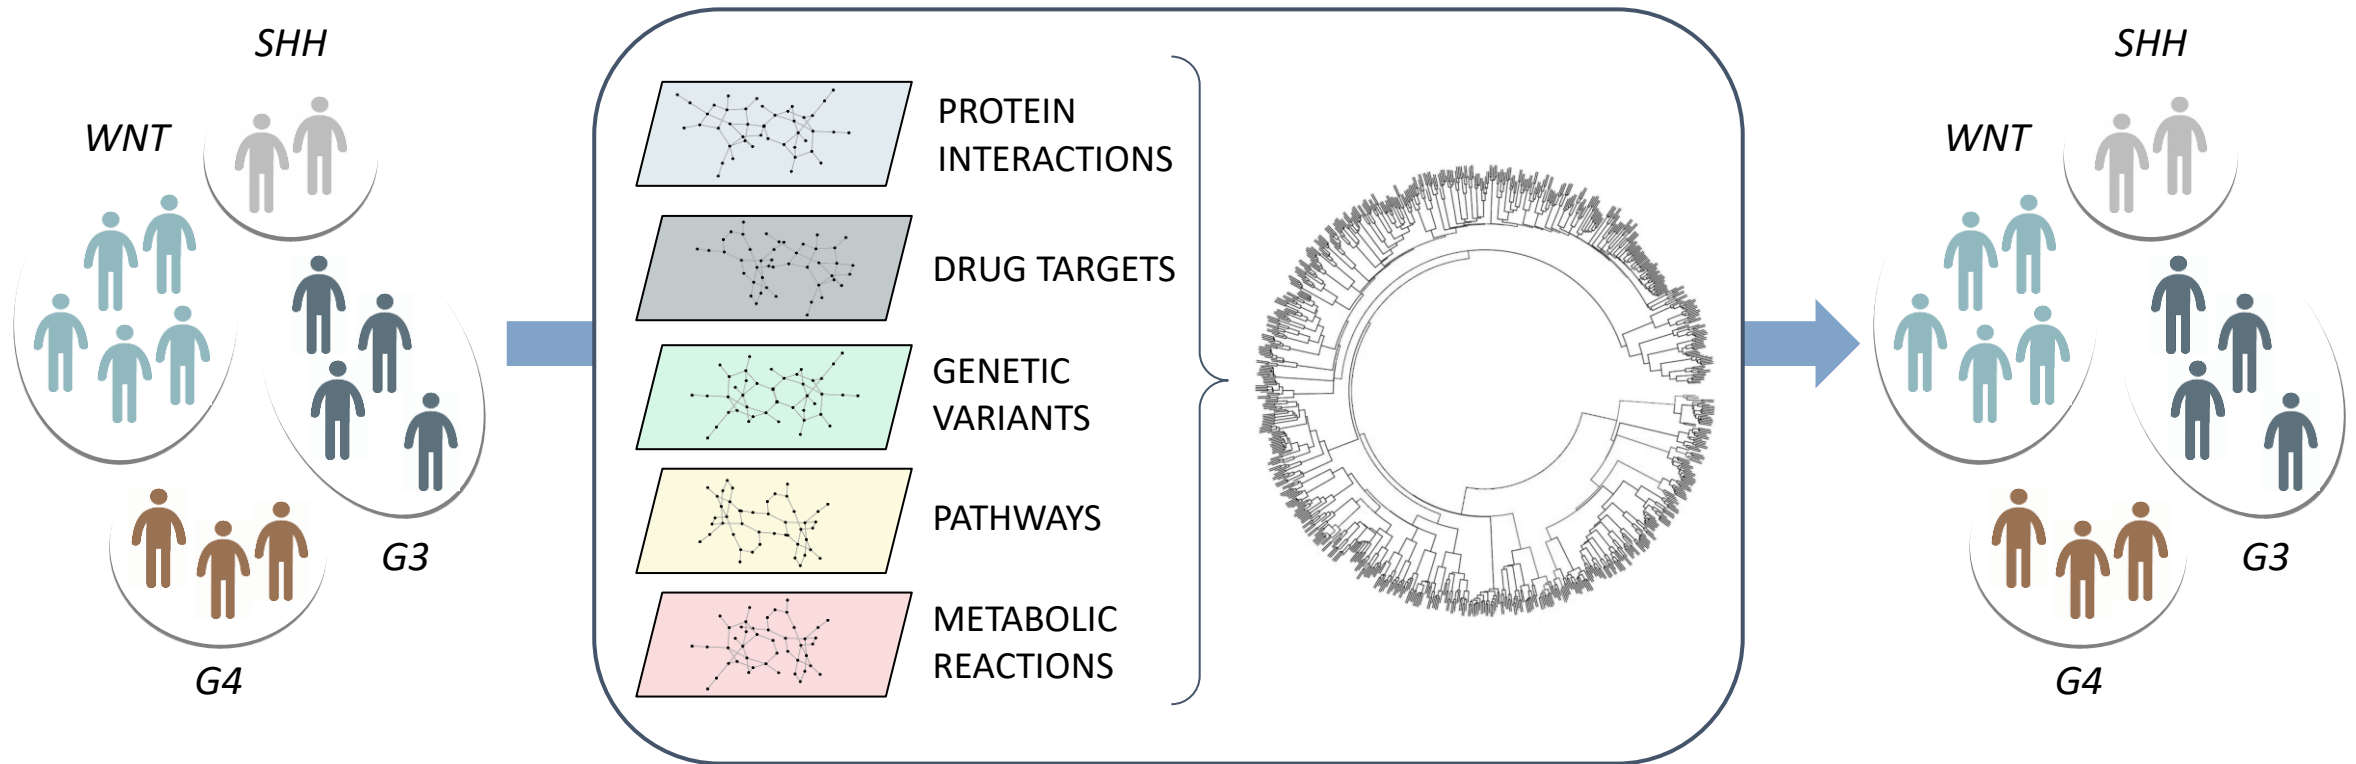 SHH
WNT
G3
G4
PROTEIN
INTERACTIONS
DRUG TARGETS
GENETIC
VARIANTS
PATHWAYS
METABOLIC
REACTIONS
SHH
WNT
G3
G4